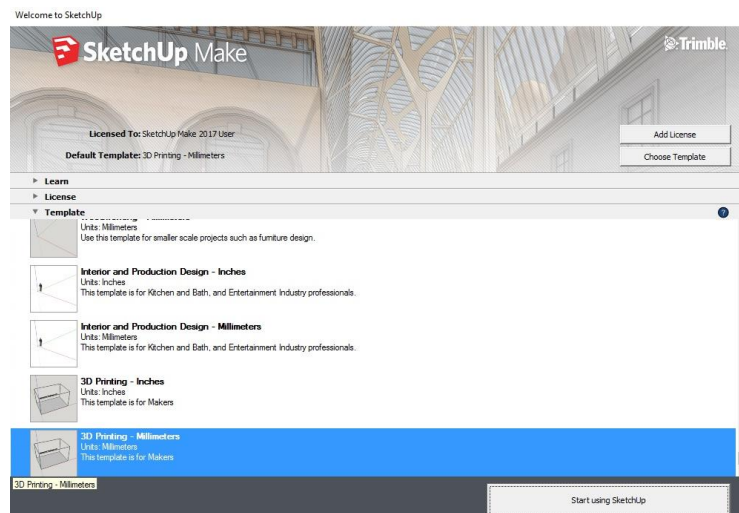 Welcome to SketchUp
SketchUp Make
Trimble.
Licensed To: SketchUp Make 2017 User
Add License
Default Template: 3D Printing - Millimeters
Choose Template
Learn
License
Template
Woodworking - Millimeters
Units: Millimeters
Use this template for smaller scale projects such as furniture design.
Interior and Production Design - Inches
Units: Inches
This template is for Kitchen and Bath, and Entertainment Industry professionals.
Interior and Production Design - Millimeters
Units: Millimeters
This template is for Kitchen and Bath, and Entertainment Industry professionals.
3D Printing - Inches
Units: Inches
This template is for Makers
3D Printing - Millimeters
Units: Millimeters
This template is for Makers
3D Printing - Millimeters
Start using SketchUp